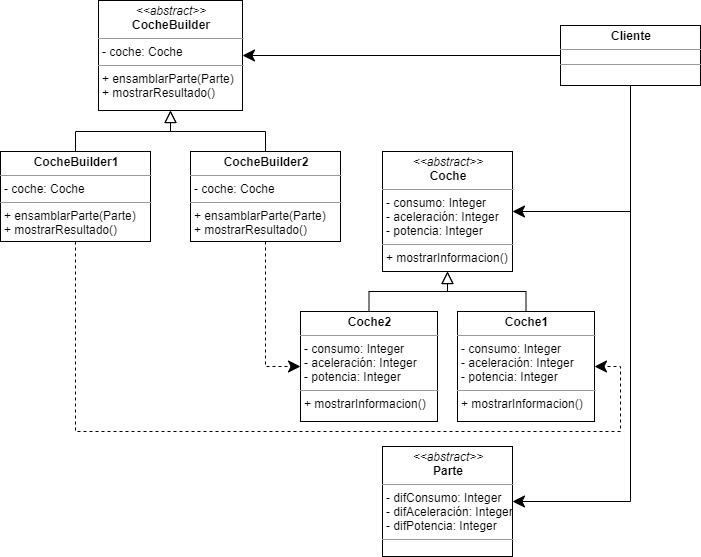 <<abstract>>
CocheBuilder
- coche: Coche
+ ensamblarParte(Parte)
+ mostrarResultado()
Cliente
CocheBuilder1
- coche: Coche
+ ensamblarParte(Parte)
+ mostrarResultado()
CocheBuilder2
- coche: Coche
+ ensamblarParte(Parte)
+ mostrarResultado()
<<abstract>>
Coche
- consumo: Integer
- aceleración: Integer
- potencia: Integer
+ mostrarInformacion()
Coche2
- consumo: Integer
- aceleración: Integer
- potencia: Integer
+ mostrarInformacion()
Coche1
- consumo: Integer
- aceleración: Integer
- potencia: Integer
+ mostrarInformacion()
<<abstract>>
Parte
- difConsumo: Integer
- difAceleración: Integer
- difPotencia: Integer